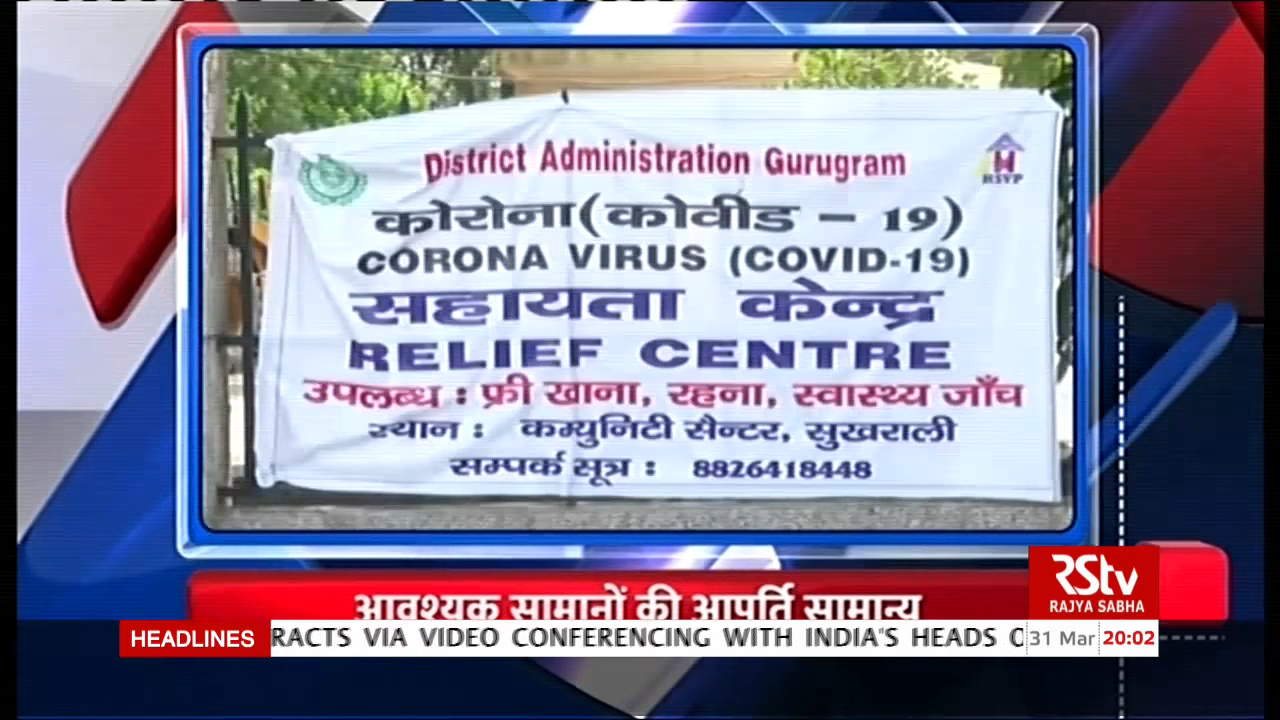 District Administration Gurugram
RSVP
कोरोना (कोवीड - 19)
CORONA VIRUS (COVID-19)
सहायता केन्द्र
RELIEF CENTRE
उपलब्ध : फ्री खाना, रहना, स्वास्थ्य जाँच
स्थान : कम्युनिटी सैन्टर, सुखराली
सम्पर्क सूत्र : 8826418448
RStv
RAJYA SABHA
आवश्यक सामानों की आपूर्ति सामान्य
HEADLINES RACTS VIA VIDEO CONFERENCING WITH INDIA'S HEADS O 31 Mar 20:02